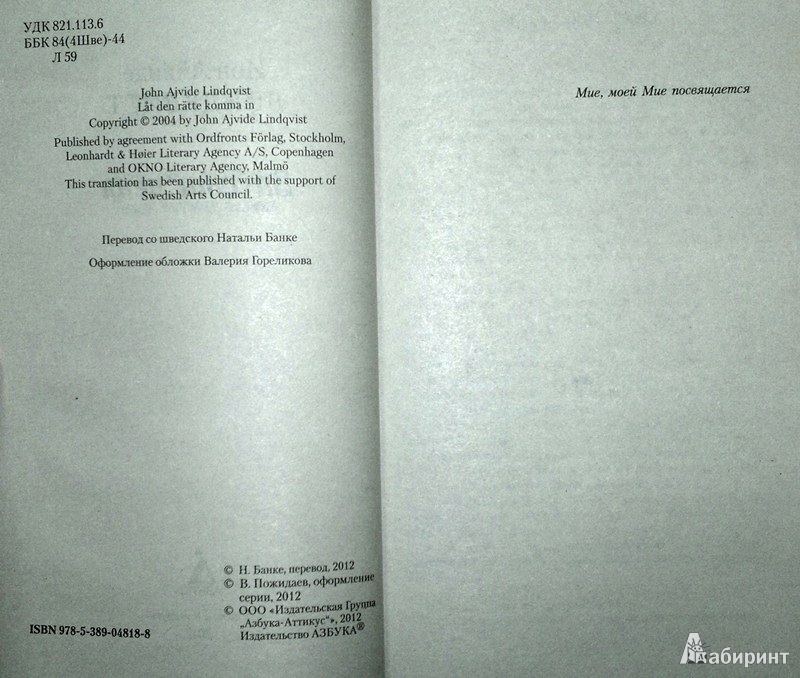 УДК 821.113.6
ББК 84(4Шве)-44
Л 59
John Ajvide Lindqvist
Låt den rätte komma in
Copyright © 2004 by John Ajvide Lindqvist
Published by agreement with Ordfronts Förlag, Stockholm,
Leonhardt & Høier Literary Agency A/S, Copenhagen
and OKNO Literary Agency, Malmö
This translation has been published with the support of
Swedish Arts Council.
Перевод со шведского Натальи Банке
Оформление обложки Валерия Гореликова
© Н. Банке, перевод, 2012
© В. Пожидаев, оформление
серии, 2012
© ООО «Издательская Группа
„Азбука-Аттикус“», 2012
Издательство АЗБУКА®
ISBN 978-5-389-04818-8
Мие, моей Мие посвящается
Лабиринт